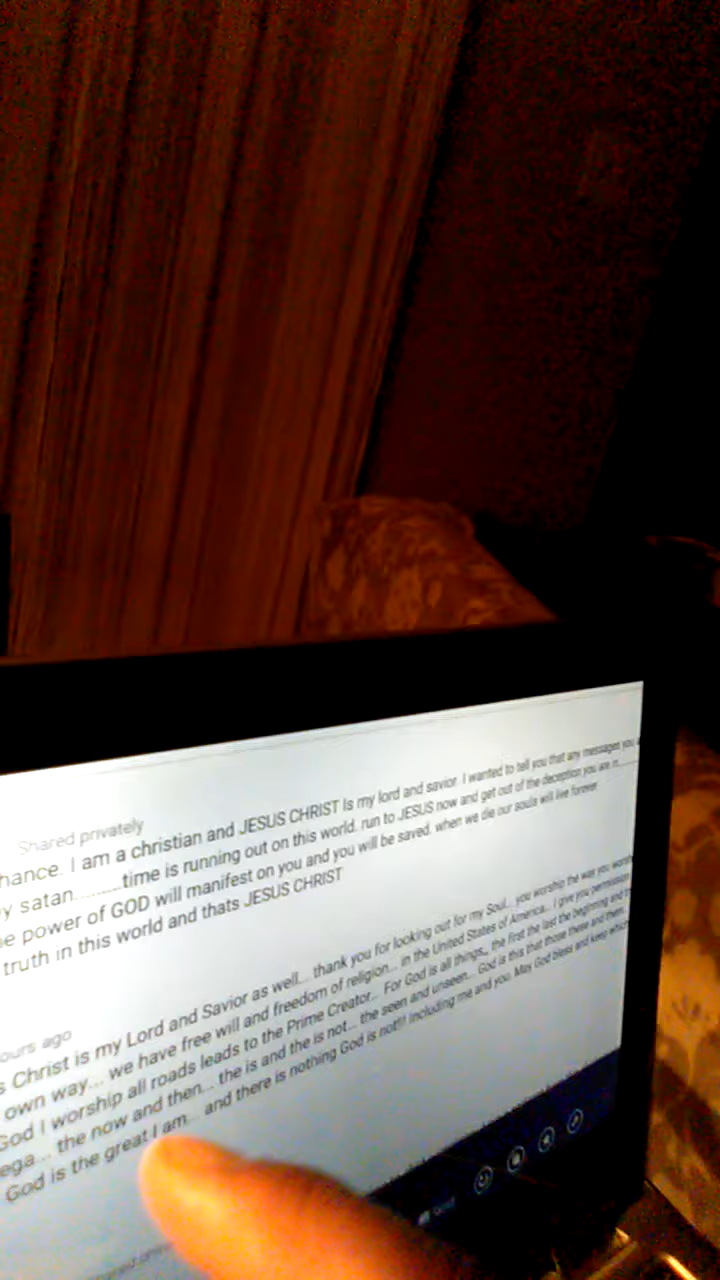 Shared privately
hance. I am a christian and JESUS CHRIST Is my lord and savior. I wanted to tell you that any messages you
y satan..........time is running out on this world. run to JESUS now and get out of the deception you are in
e power of GOD will manifest on you and you will be saved. when we die our souls will live forever
truth in this world and thats JESUS CHRIST
ours ago
s Christ is my Lord and Savior as well... thank you for looking out for my Soul... you worship the way you
own way... we have free will and freedom of religion... in the United States of America... I give you permission
God I worship all roads leads to the Prime Creator... For God is all things,, the first the last the beginning and
ega... the now and then... the is and the is not... the seen and unseen... God is this that those these and them.
God is the great I am... and there is nothing God is not!!! Including me and you. May God bless and keep